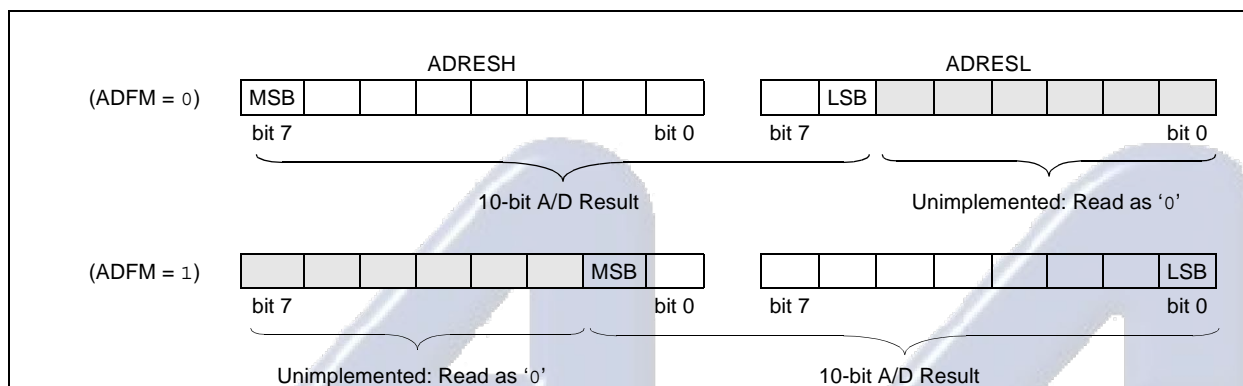 ADRESH ADRESL
(ADFM = 0) MSB LSB
bit 7 bit 0 bit 7 bit 0
10-bit A/D Result Unimplemented: Read as ‘0’
(ADFM = 1) MSB LSB
bit 7 bit 0 bit 7 bit 0
Unimplemented: Read as ‘0’ 10-bit A/D Result